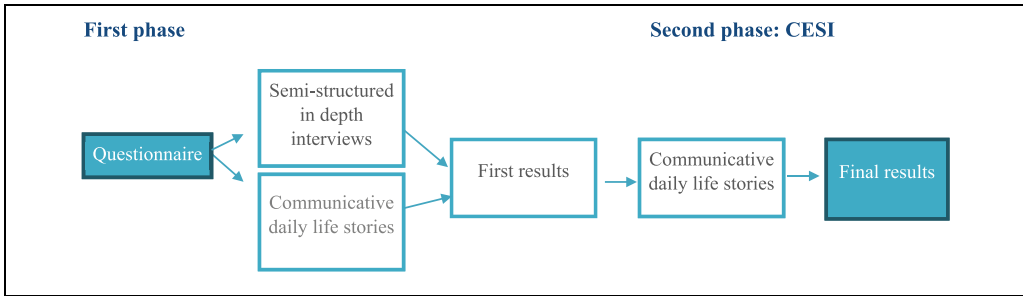 First phase
Second phase: CESI
Questionnaire
Semi-structured
in depth
interviews
Communicative
daily life stories
First results
Communicative
daily life stories
Final results